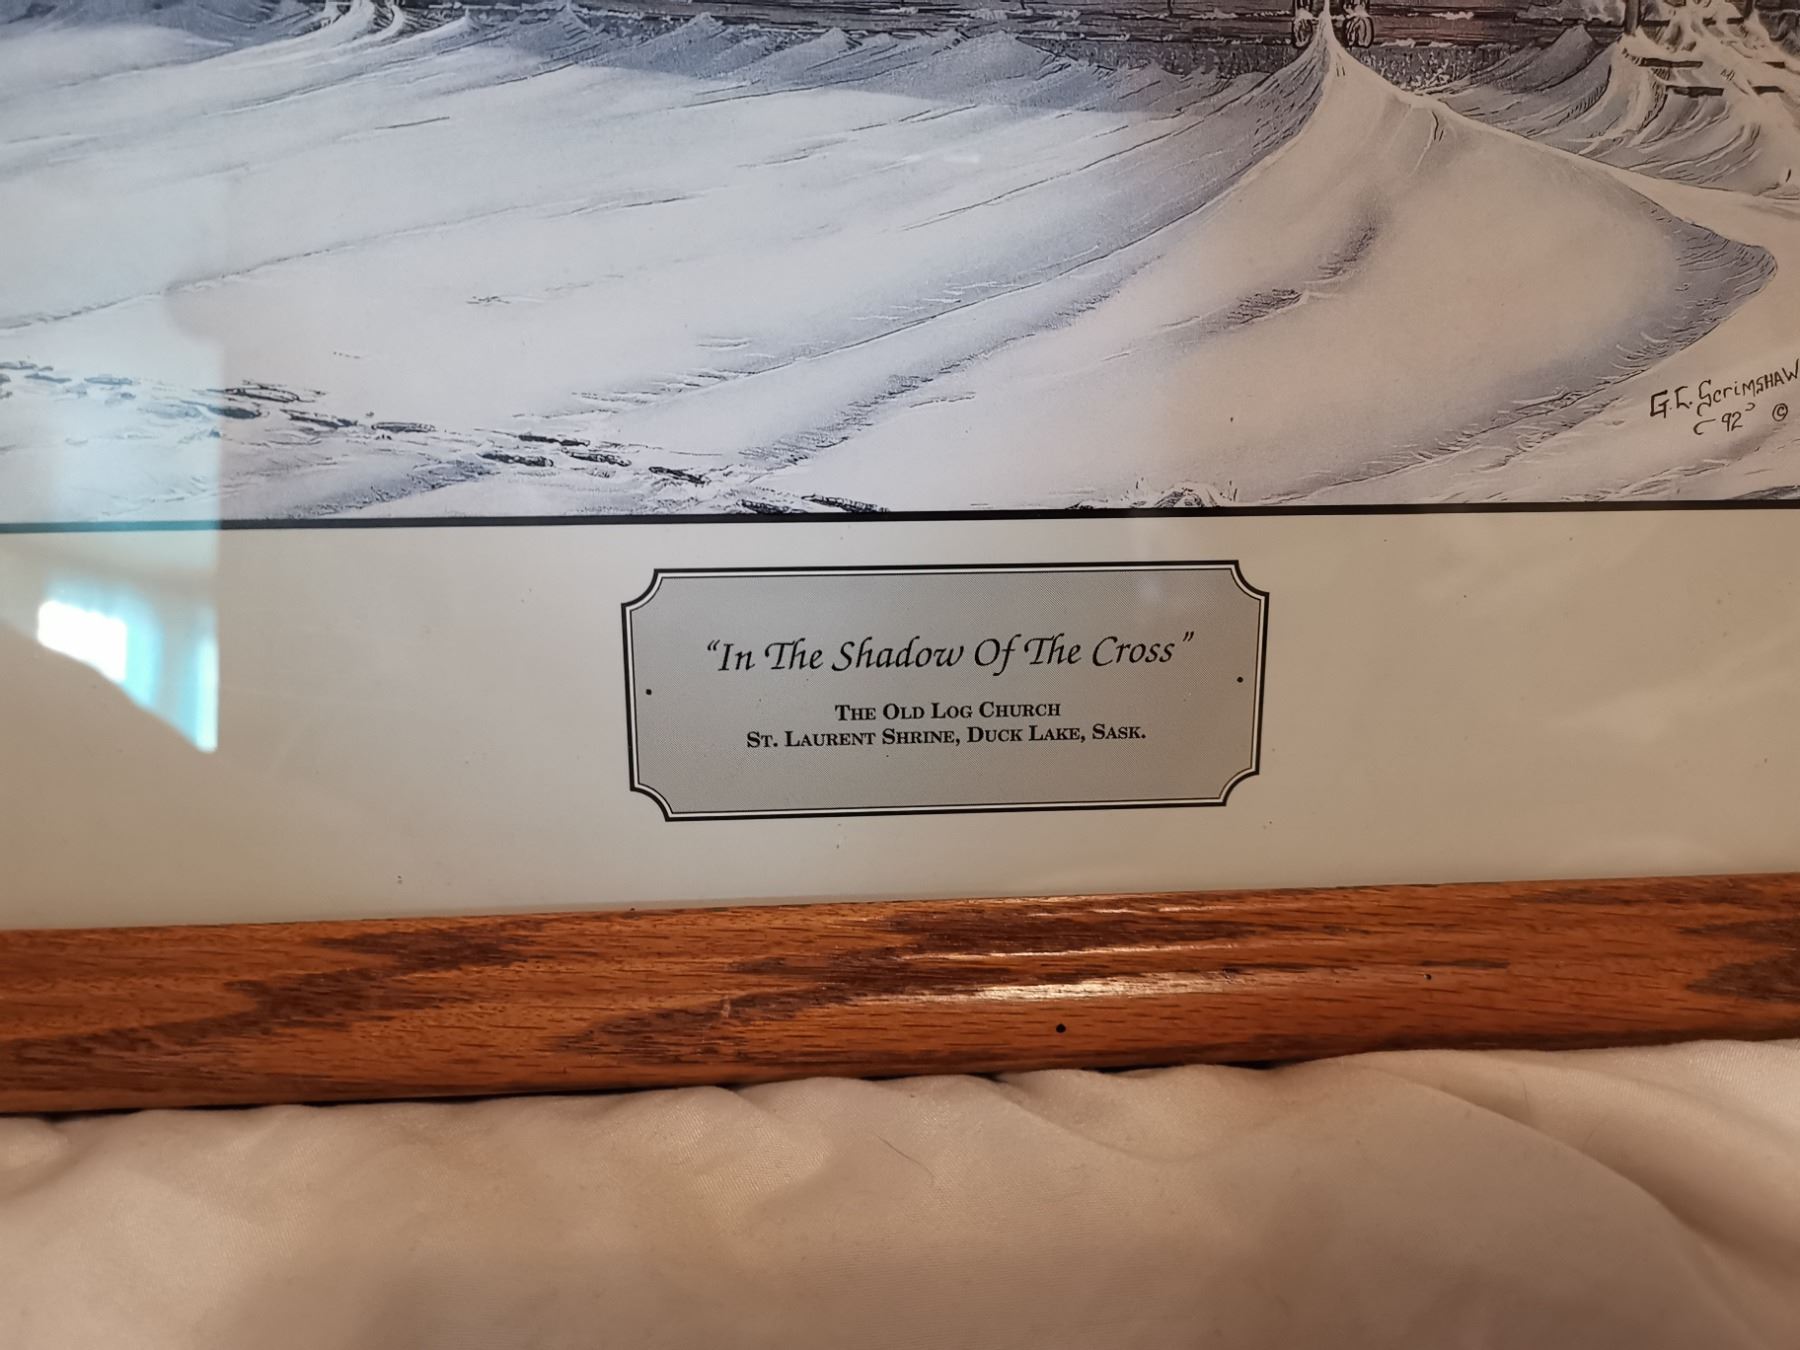 G.C. Scrimshaw
'92 ©
“In The Shadow Of The Cross”
The Old Log Church
St. Laurent Shrine, Duck Lake, Sask.